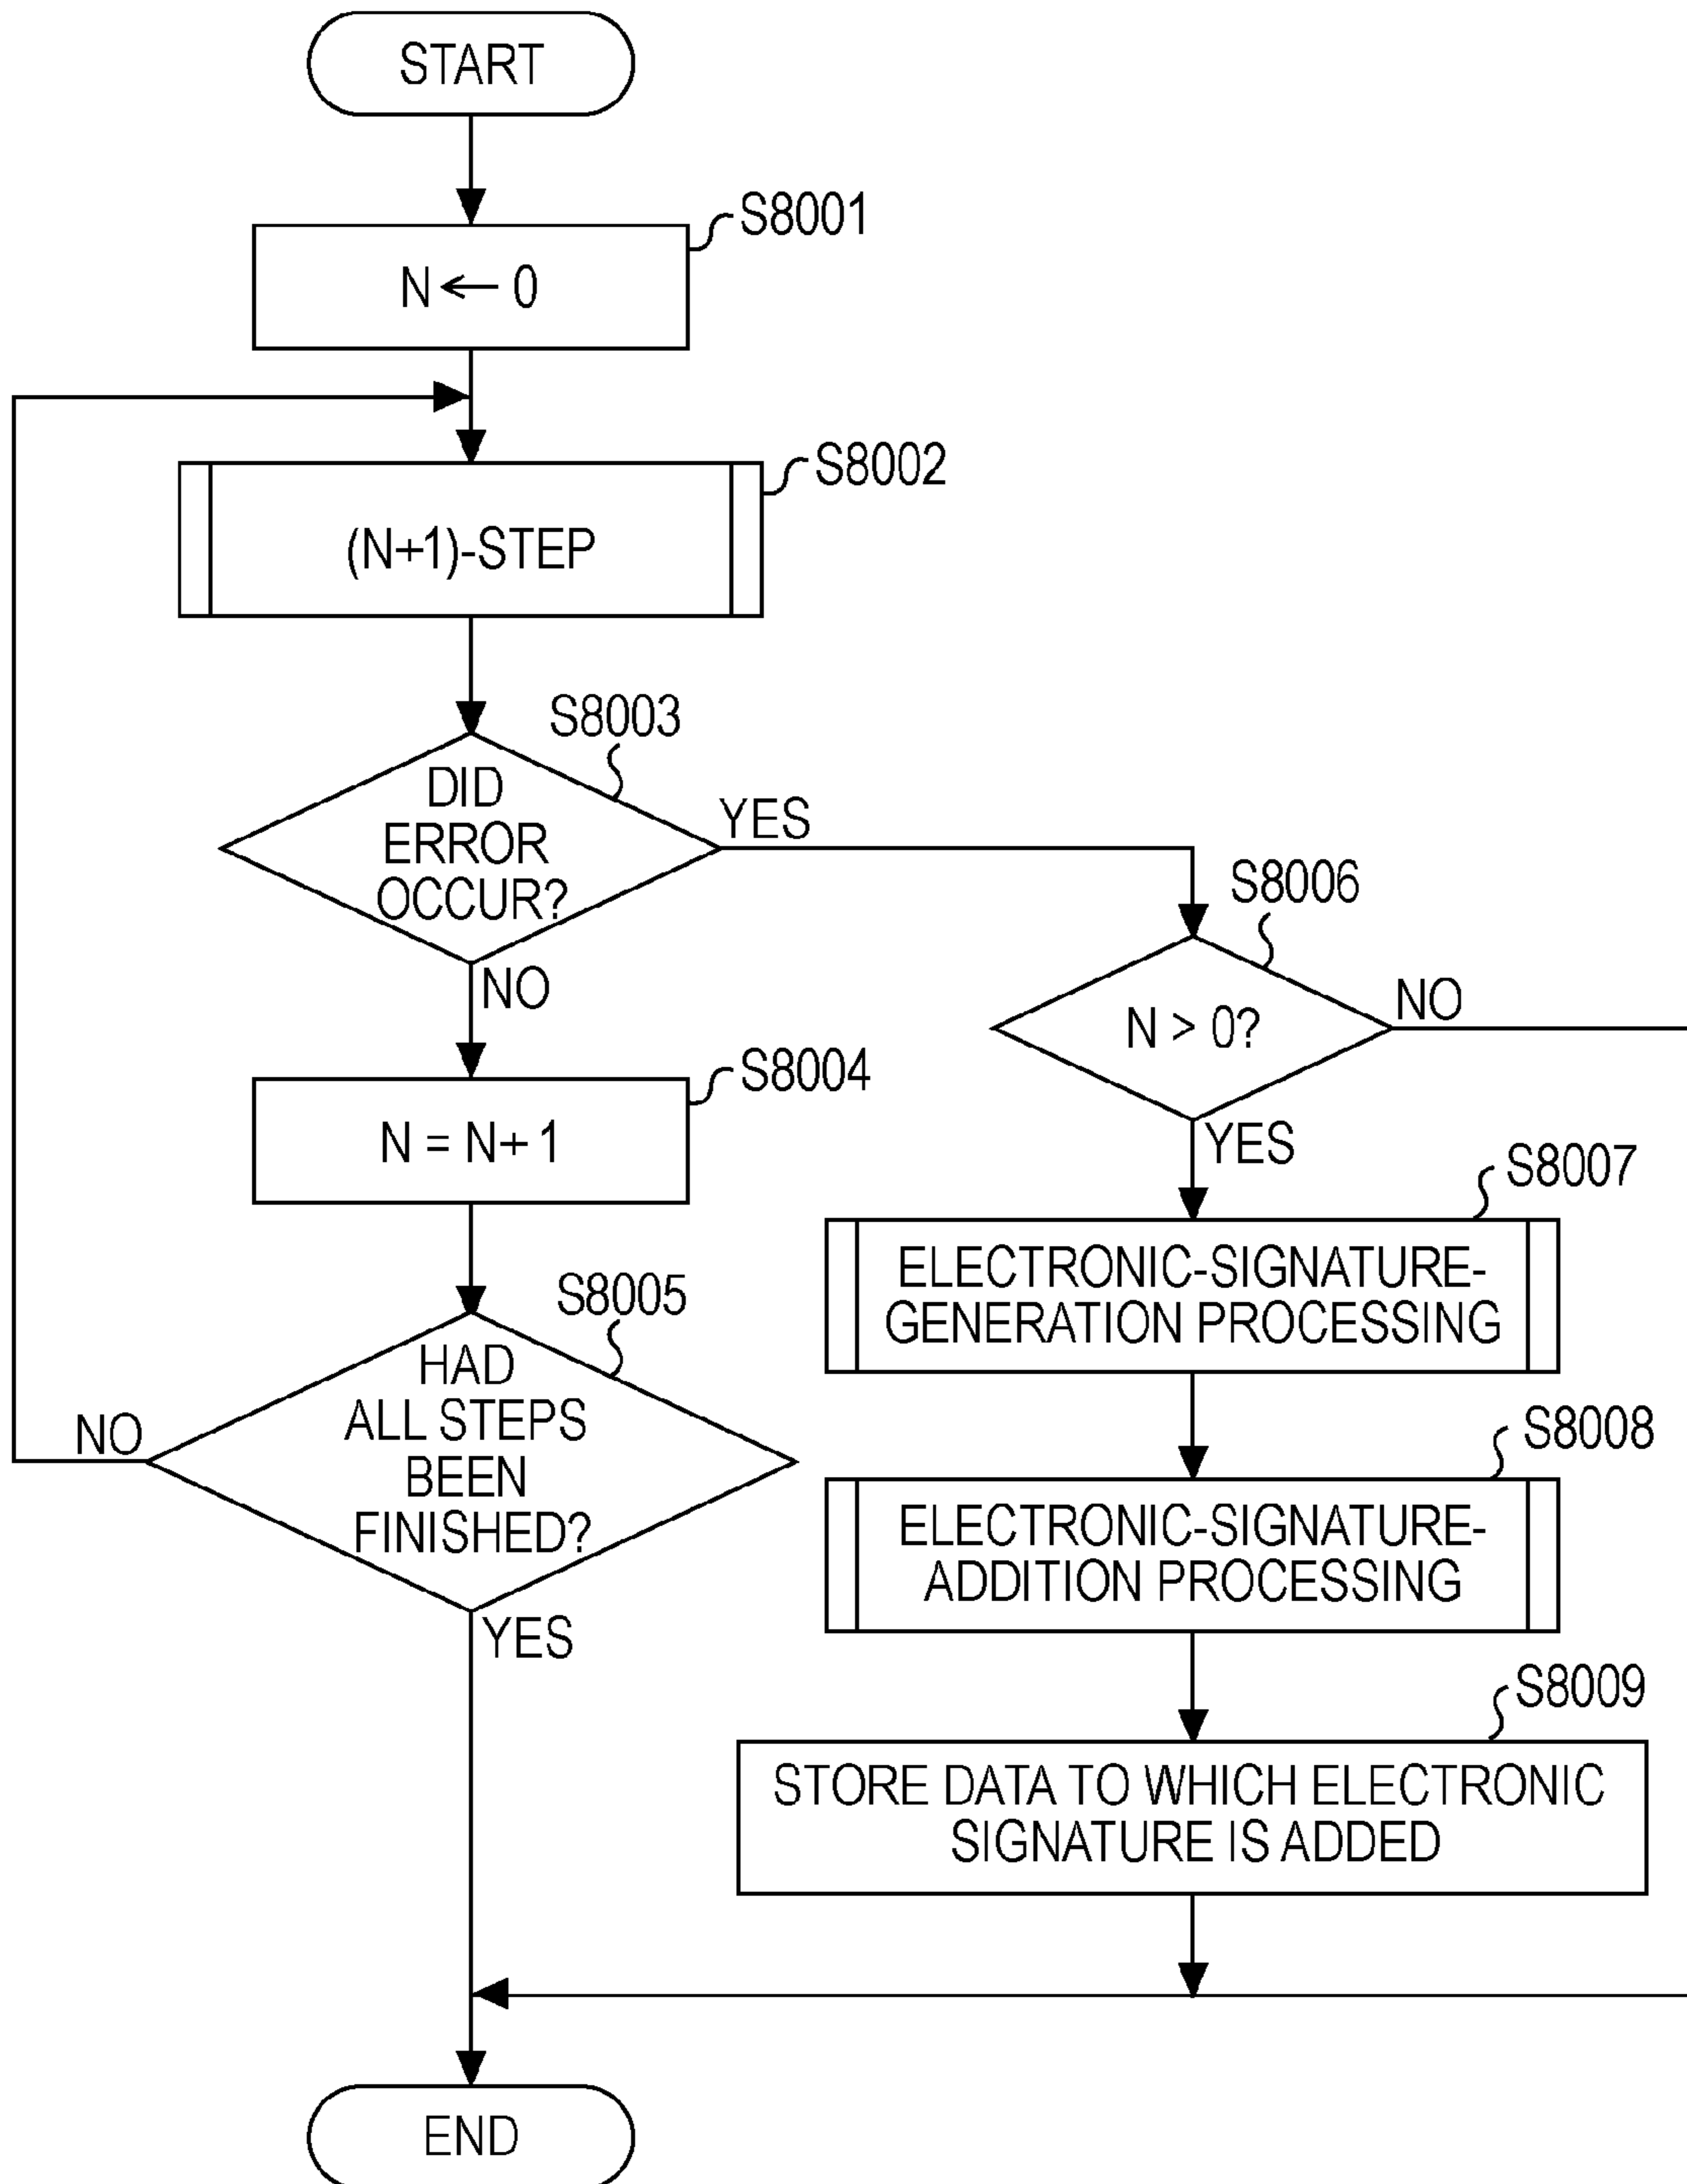 START
S8001
N ← 0
S8002
(N+1)-STEP
S8003
DID
ERROR
OCCUR?
YES
NO
S8004
N = N+ 1
S8005
HAD
ALL STEPS
BEEN
FINISHED?
NO
YES
S8006
N > 0?
NO
YES
S8007
ELECTRONIC-SIGNATURE-
GENERATION PROCESSING
S8008
ELECTRONIC-SIGNATURE-
ADDITION PROCESSING
S8009
STORE DATA TO WHICH ELECTRONIC
SIGNATURE IS ADDED
END